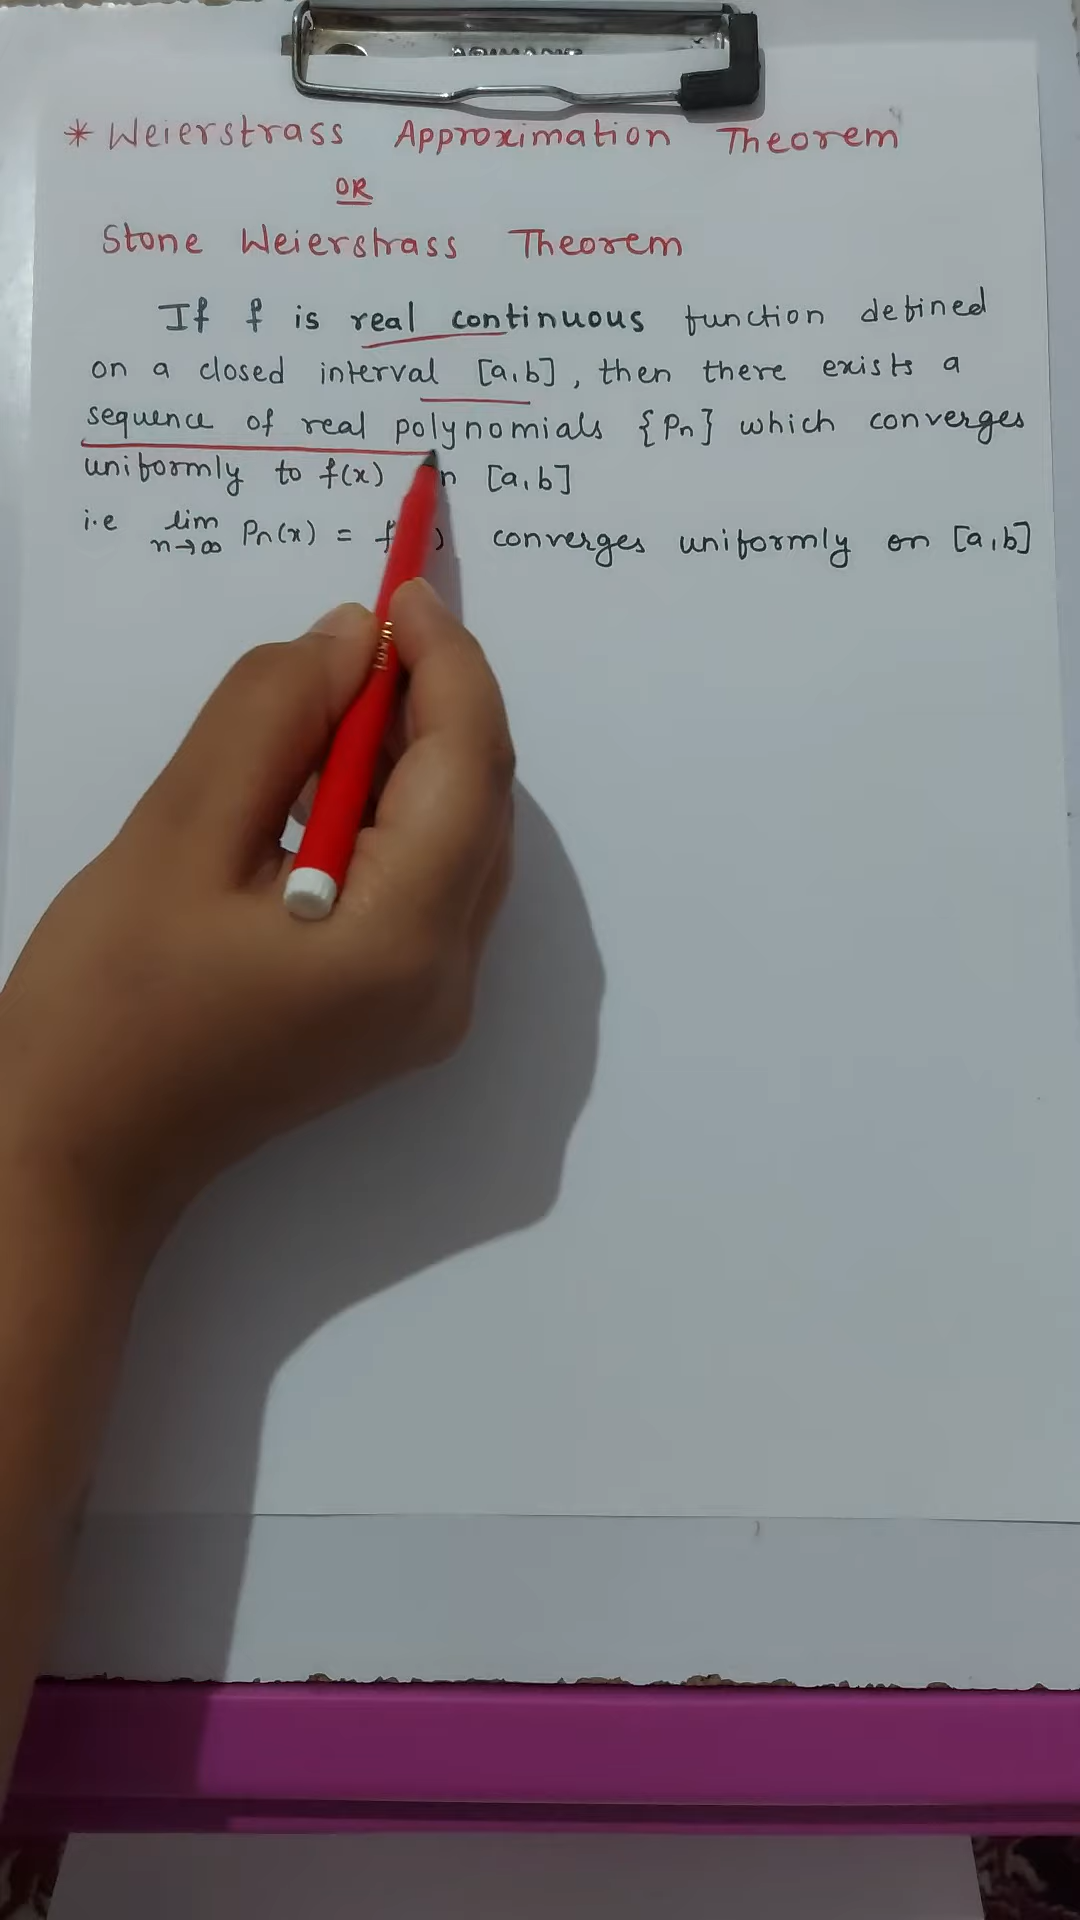 * Weierstrass Approximation Theorem
OR
Stone Weierstrass Theorem
If f is real continuous function defined
on a closed interval [a,b], then there exists a
sequence of real polynomials {Pn} which converges
uniformly to f(x) [a,b]
i.e lim n→∞ Pn(x) = f ) converges uniformly on [a,b]